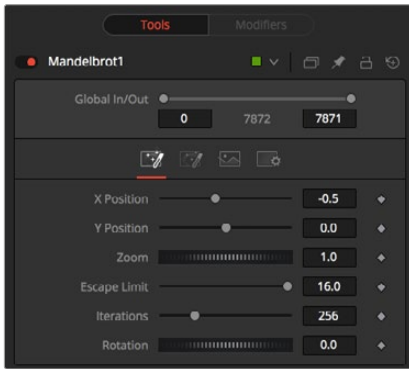 Tools Modifiers
Mandelbrot1
Global In/Out
0 7872 7871
X Position -0.5
Y Position 0.0
Zoom 1.0
Escape Limit 16.0
Iterations 256
Rotation 0.0